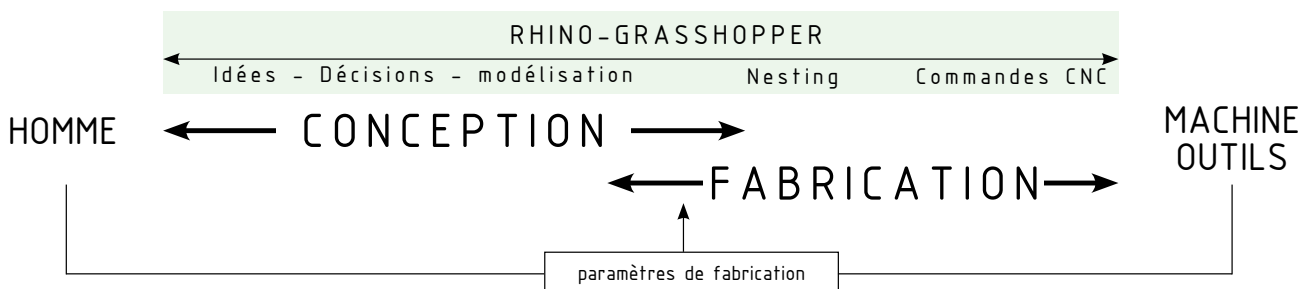 RHINO-GRASSHOPPER
Idées - Décisions - modélisation Nesting Commandes CNC
HOMME
CONCEPTION
MACHINE
OUTILS
FABRICATION
paramètres de fabrication